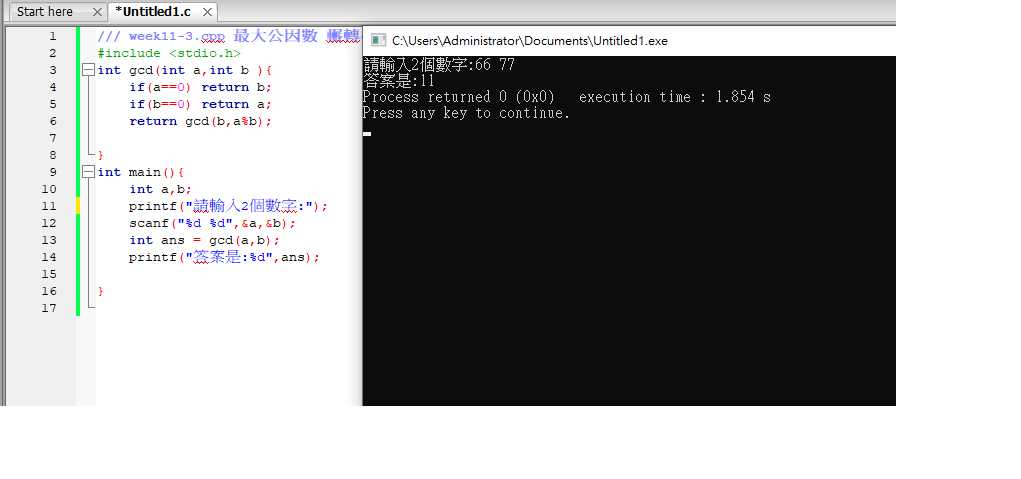 Start here
*Untitled1.c
1 /// week11-3.cpp 最大公因數 輾轉
2 #include <stdio.h>
3 int gcd(int a,int b ){
4 if(a==0) return b;
5 if(b==0) return a;
6 return gcd(b,a%b);
7
8 }
9 int main(){
10 int a,b;
11 printf("請輸入2個數字:");
12 scanf("%d %d",&a,&b);
13 int ans = gcd(a,b);
14 printf("答案是:%d",ans);
15
16 }
17
C:\Users\Administrator\Documents\Untitled1.exe
請輸入2個數字:66 77
答案是:11
Process returned 0 (0x0) execution time : 1.854 s
Press any key to continue.